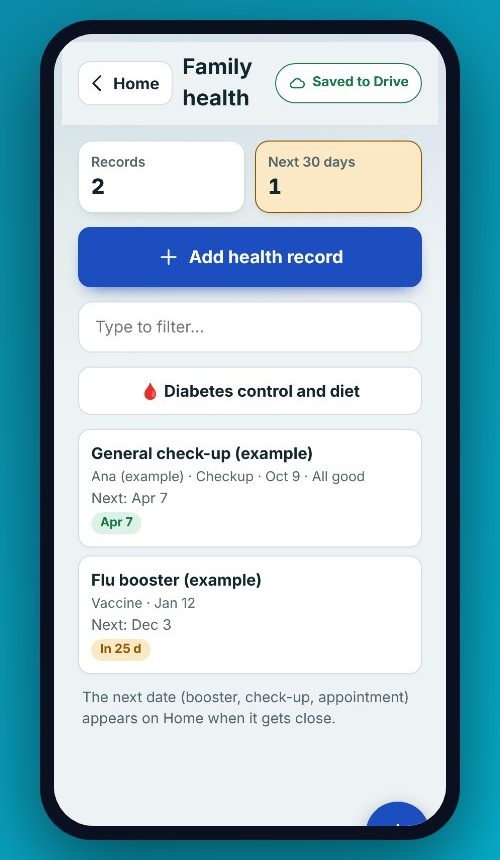 Home
Family
health
Saved to Drive
Records
2
Next 30 days
1
Add health record
Type to filter...
Diabetes control and diet
General check-up (example)
Ana (example) · Checkup · Oct 9 · All good
Next: Apr 7
Apr 7
Flu booster (example)
Vaccine · Jan 12
Next: Dec 3
In 25 d
The next date (booster, check-up, appointment)
appears on Home when it gets close.